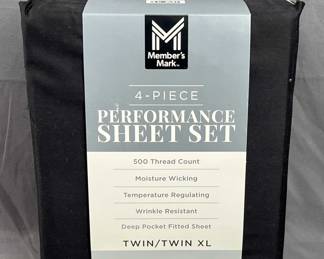 Member's
Mark™
4-PIECE
PERFORMANCE
SHEET SET
500 Thread Count
Moisture Wicking
Temperature Regulating
Wrinkle Resistant
Deep Pocket Fitted Sheet
TWIN/TWIN XL